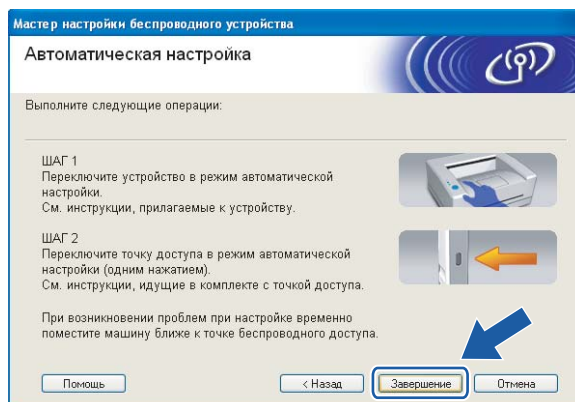 Мастер настройки беспроводного устройства
Автоматическая настройка
Выполните следующие операции:
ШАГ 1
Переключите устройство в режим автоматической
настройки.
См. инструкции, прилагаемые к устройству.
ШАГ 2
Переключите точку доступа в режим автоматической
настройки (одним нажатием).
См. инструкции, идущие в комплекте с точкой доступа.
При возникновении проблем при настройке временно
поместите машину ближе к точке беспроводного доступа.
Помощь
< Назад
Завершение
Отмена